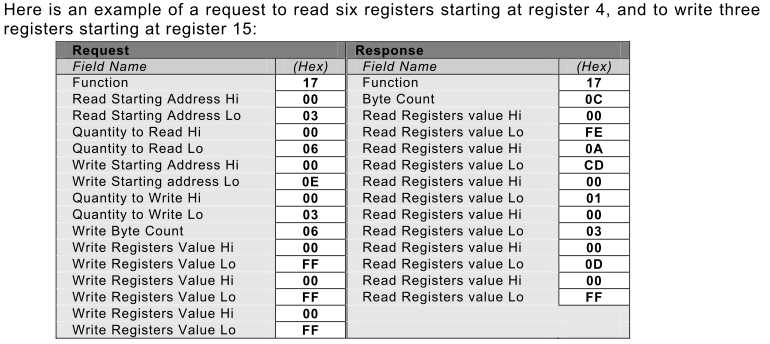 Here is an example of a request to read six registers starting at register 4, and to write three
registers starting at register 15:
Request Response
Field Name (Hex) Field Name (Hex)
Function 17 Function 17
Read Starting Address Hi 00 Byte Count 0C
Read Starting Address Lo 03 Read Registers value Hi 00
Quantity to Read Hi 00 Read Registers value Lo FE
Quantity to Read Lo 06 Read Registers value Hi 0A
Write Starting Address Hi 00 Read Registers value Lo CD
Write Starting address Lo 0E Read Registers value Hi 00
Quantity to Write Hi 00 Read Registers value Lo 01
Quantity to Write Lo 03 Read Registers value Hi 00
Write Byte Count 06 Read Registers value Lo 03
Write Registers Value Hi 00 Read Registers value Hi 00
Write Registers Value Lo FF Read Registers value Lo 0D
Write Registers Value Hi 00 Read Registers value Hi 00
Write Registers Value Lo FF Read Registers value Lo FF
Write Registers Value Hi 00
Write Registers Value Lo FF